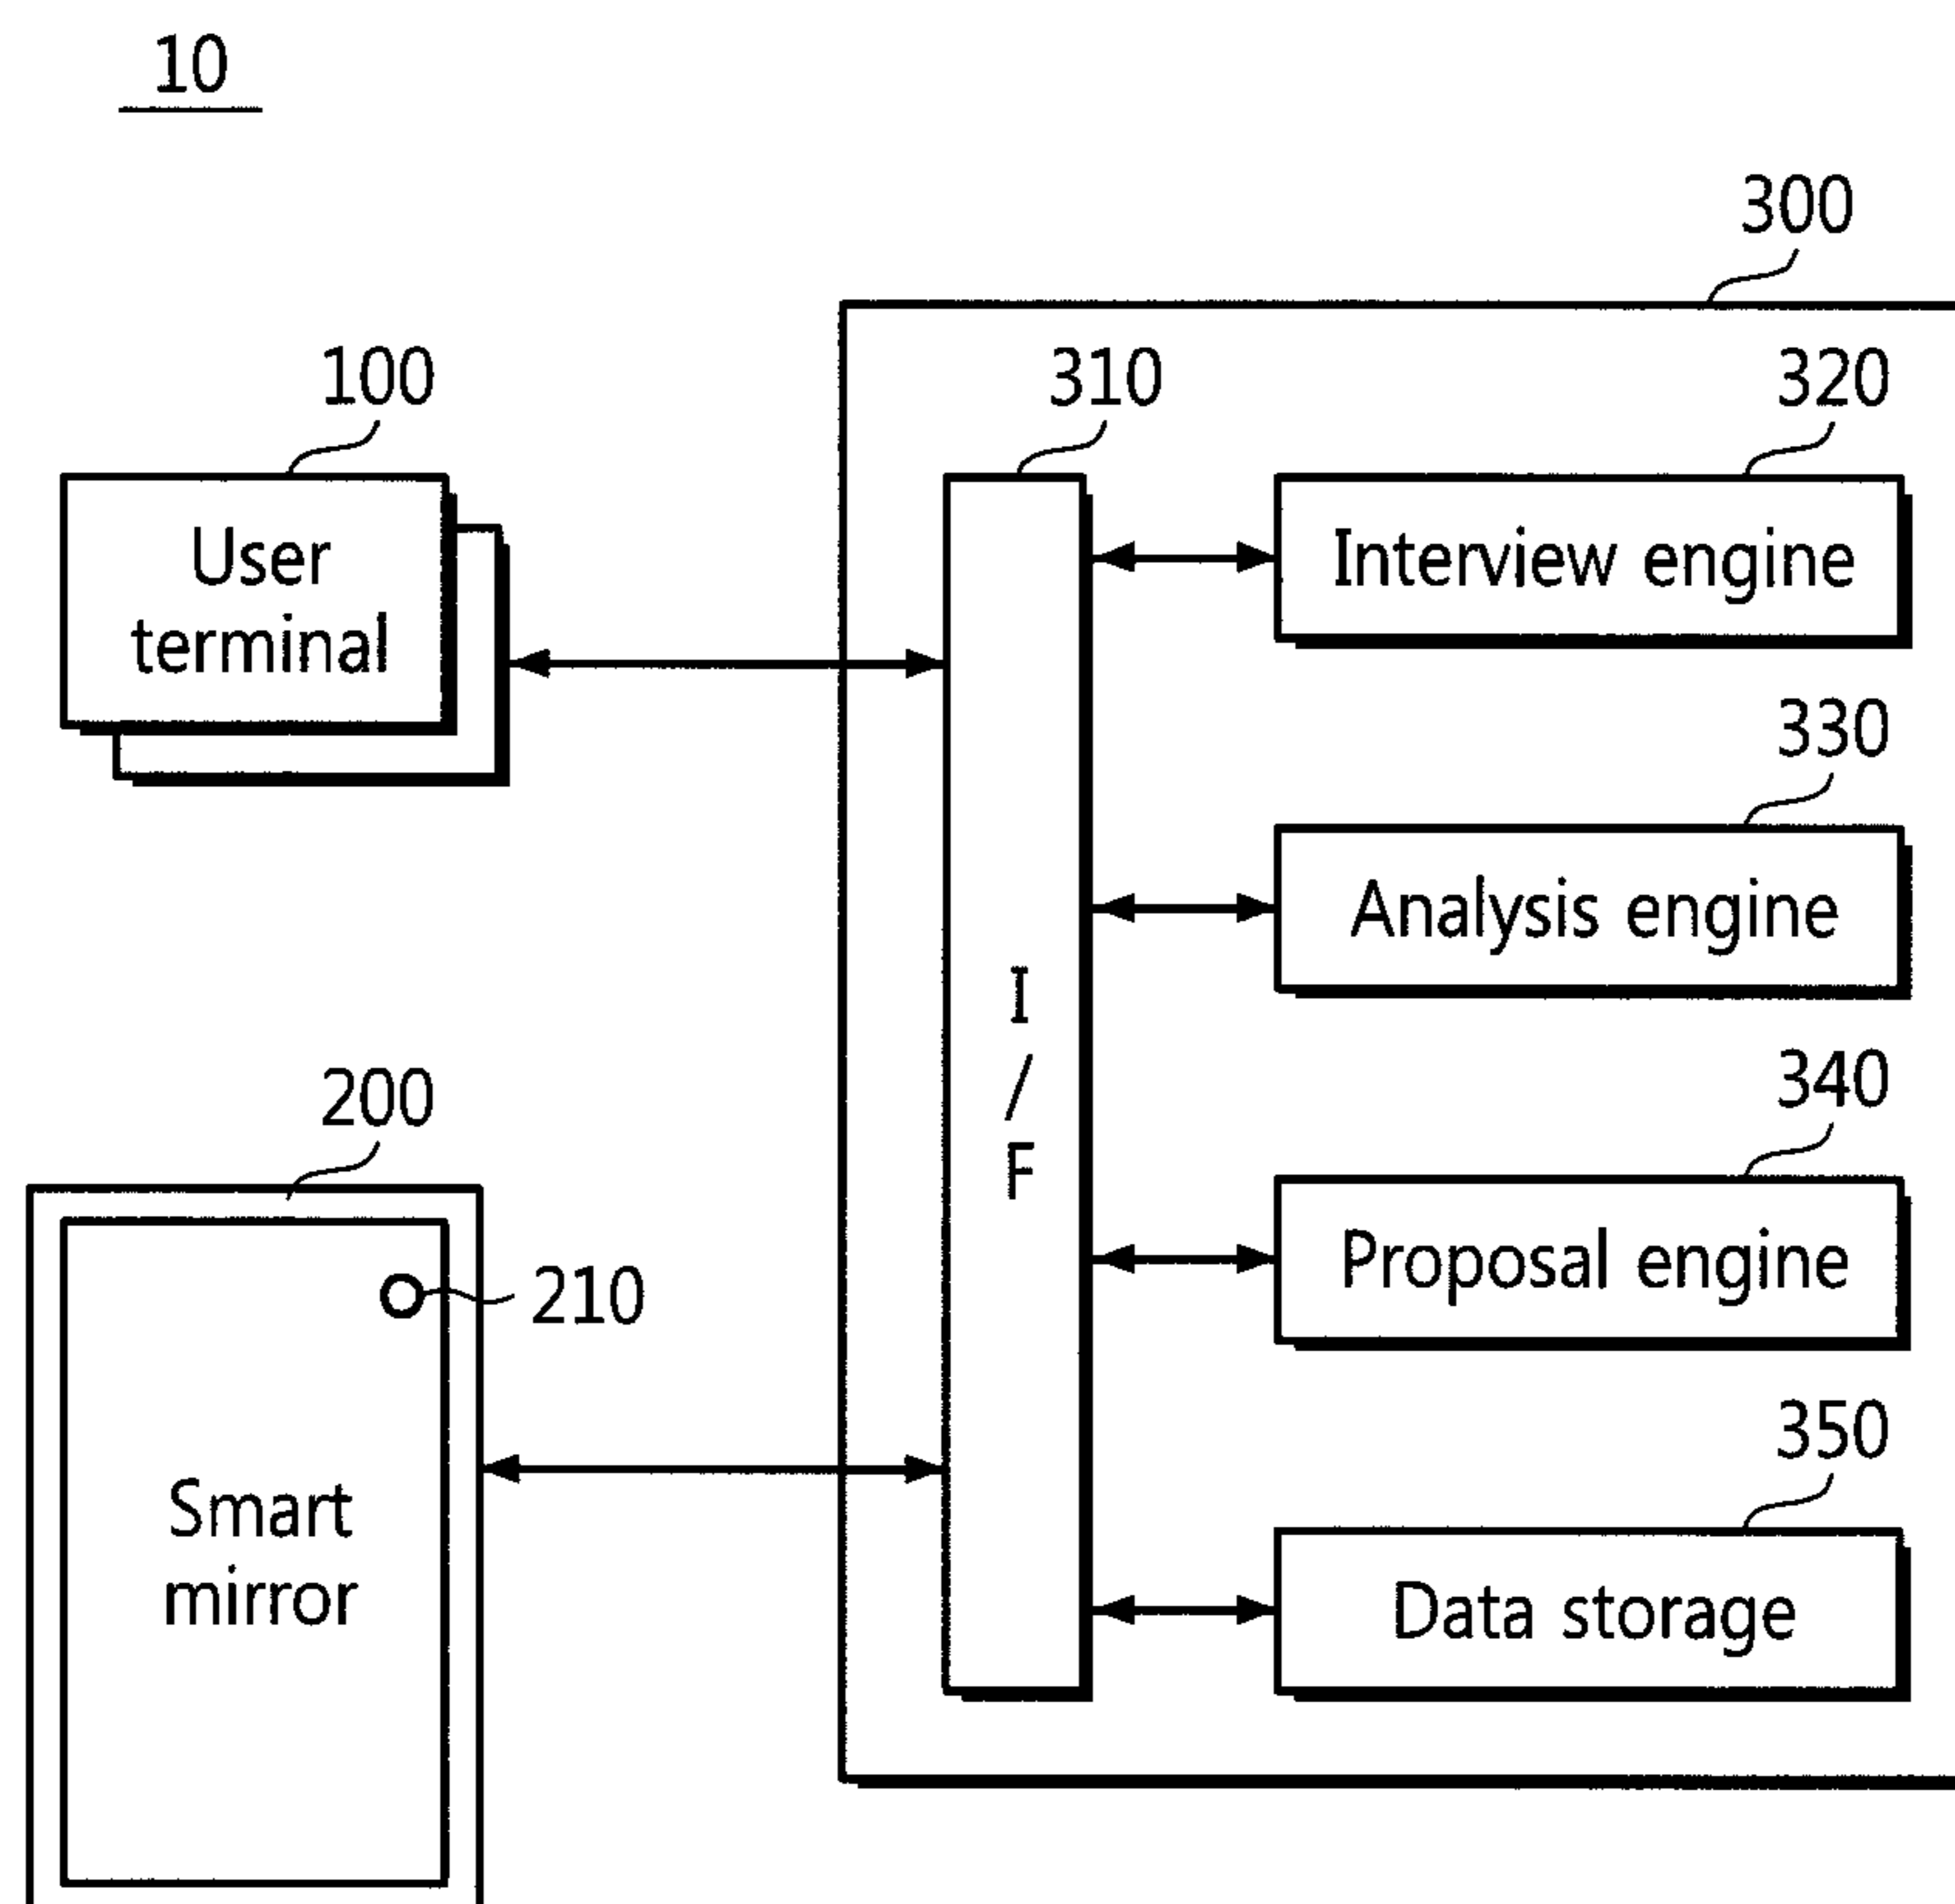 10
300
100
310
320
User
terminal
Interview engine
330
Analysis engine
I
/
F
200
340
210
Proposal engine
350
Smart
mirror
Data storage